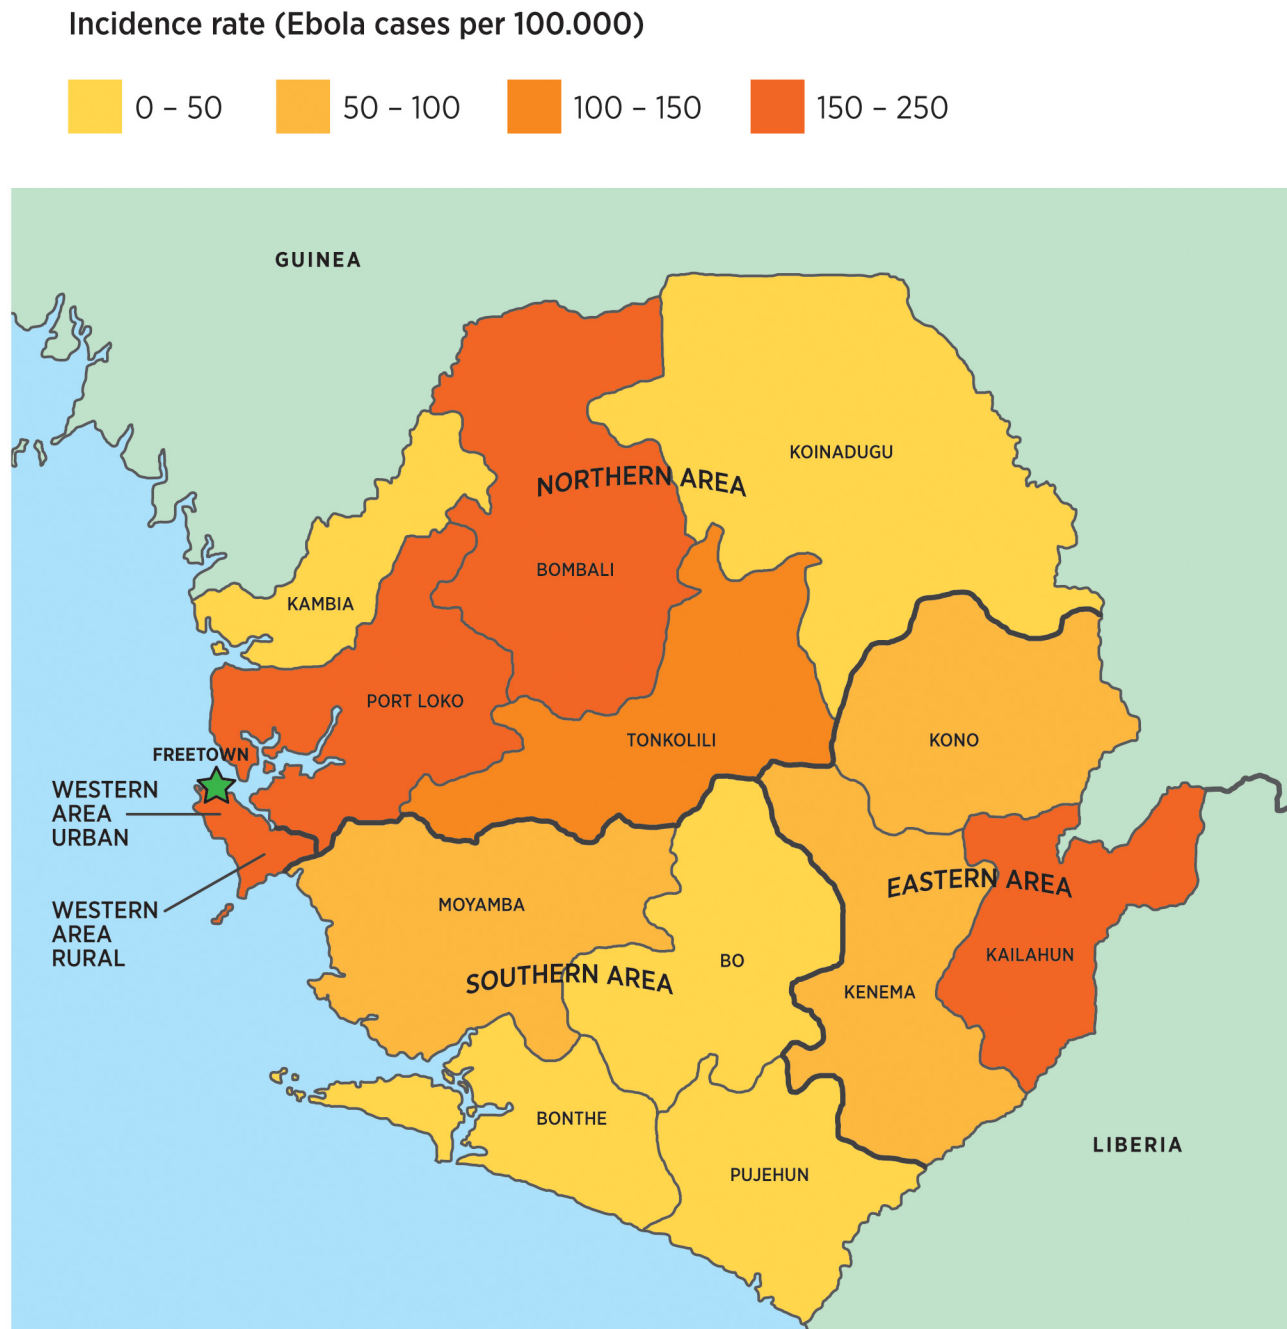 Incidence rate (Ebola cases per 100.000)
0 – 50
50 – 100
100 – 150
150 – 250
GUINEA
KOINADUGU
NORTHERN AREA
BOMBALI
KAMBIA
PORT LOKO
TONKOLILI
KONO
FREETOWN
WESTERN
AREA
URBAN
EASTERN AREA
MOYAMBA
WESTERN
AREA
RURAL
BO
KAILAHUN
SOUTHERN AREA
KENEMA
BONTHE
LIBERIA
PUJEHUN